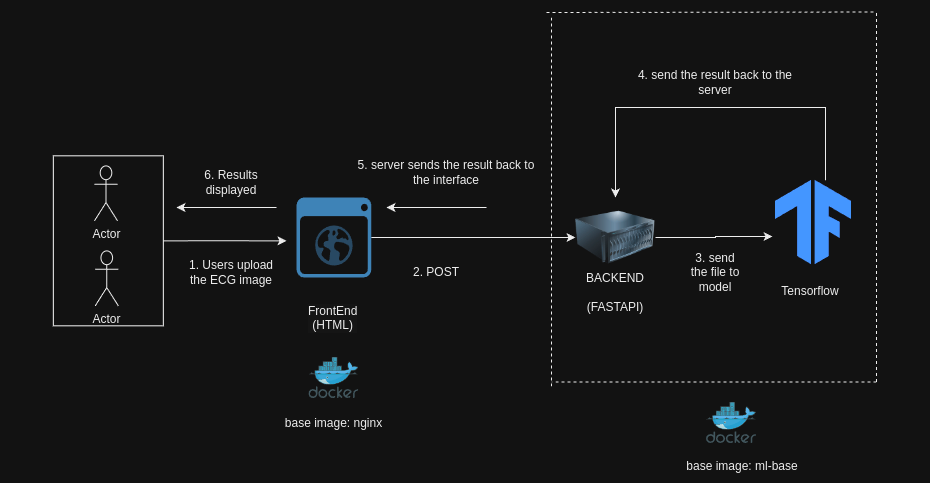 4. send the result back to the
server
5. server sends the result back to
the interface
6. Results
displayed
Actor
1. Users upload
the ECG image
2. POST
3. send
the file to
model
BACKEND
(FASTAPI)
Tensorflow
Actor
FrontEnd
(HTML)
docker
base image: nginx
docker
base image: ml-base